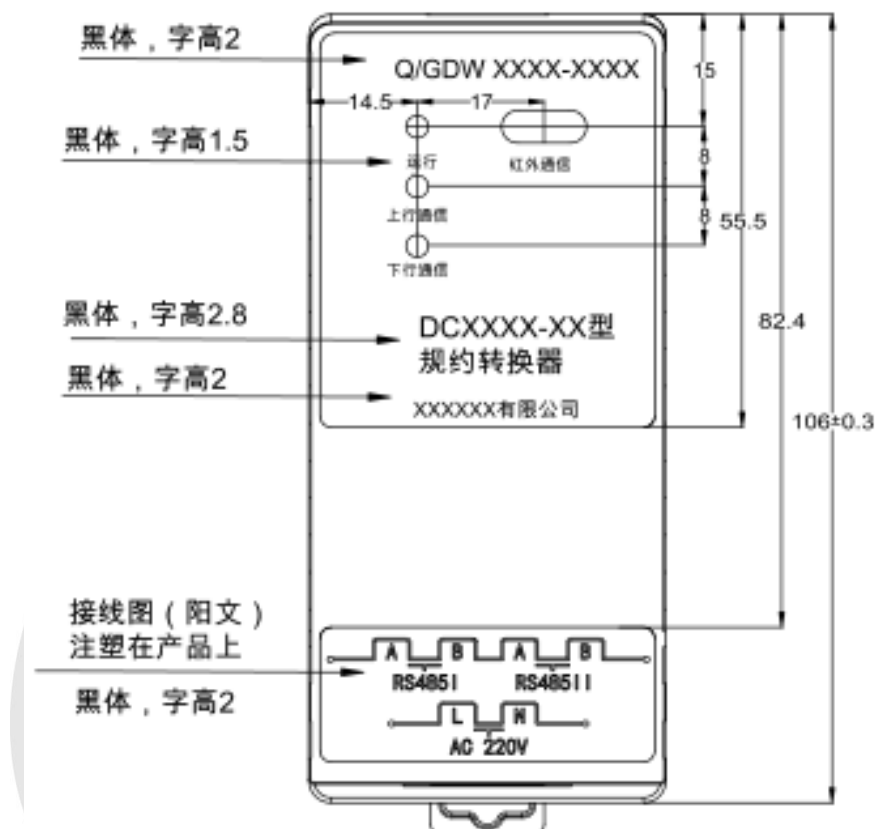 黑体，字高2
Q/GDW XXXX-XXXX
15
14.5
17
黑体，字高1.5
运行
红外通信
8
上行通信
8
55.5
下行通信
黑体，字高2.8
DCXXXX-XX型
82.4
规约转换器
黑体，字高2
XXXXXX有限公司
106±0.3
接线图（阳文）
注塑在产品上
A B A B
RS485I RS485II
黑体，字高2
L N
AC 220V